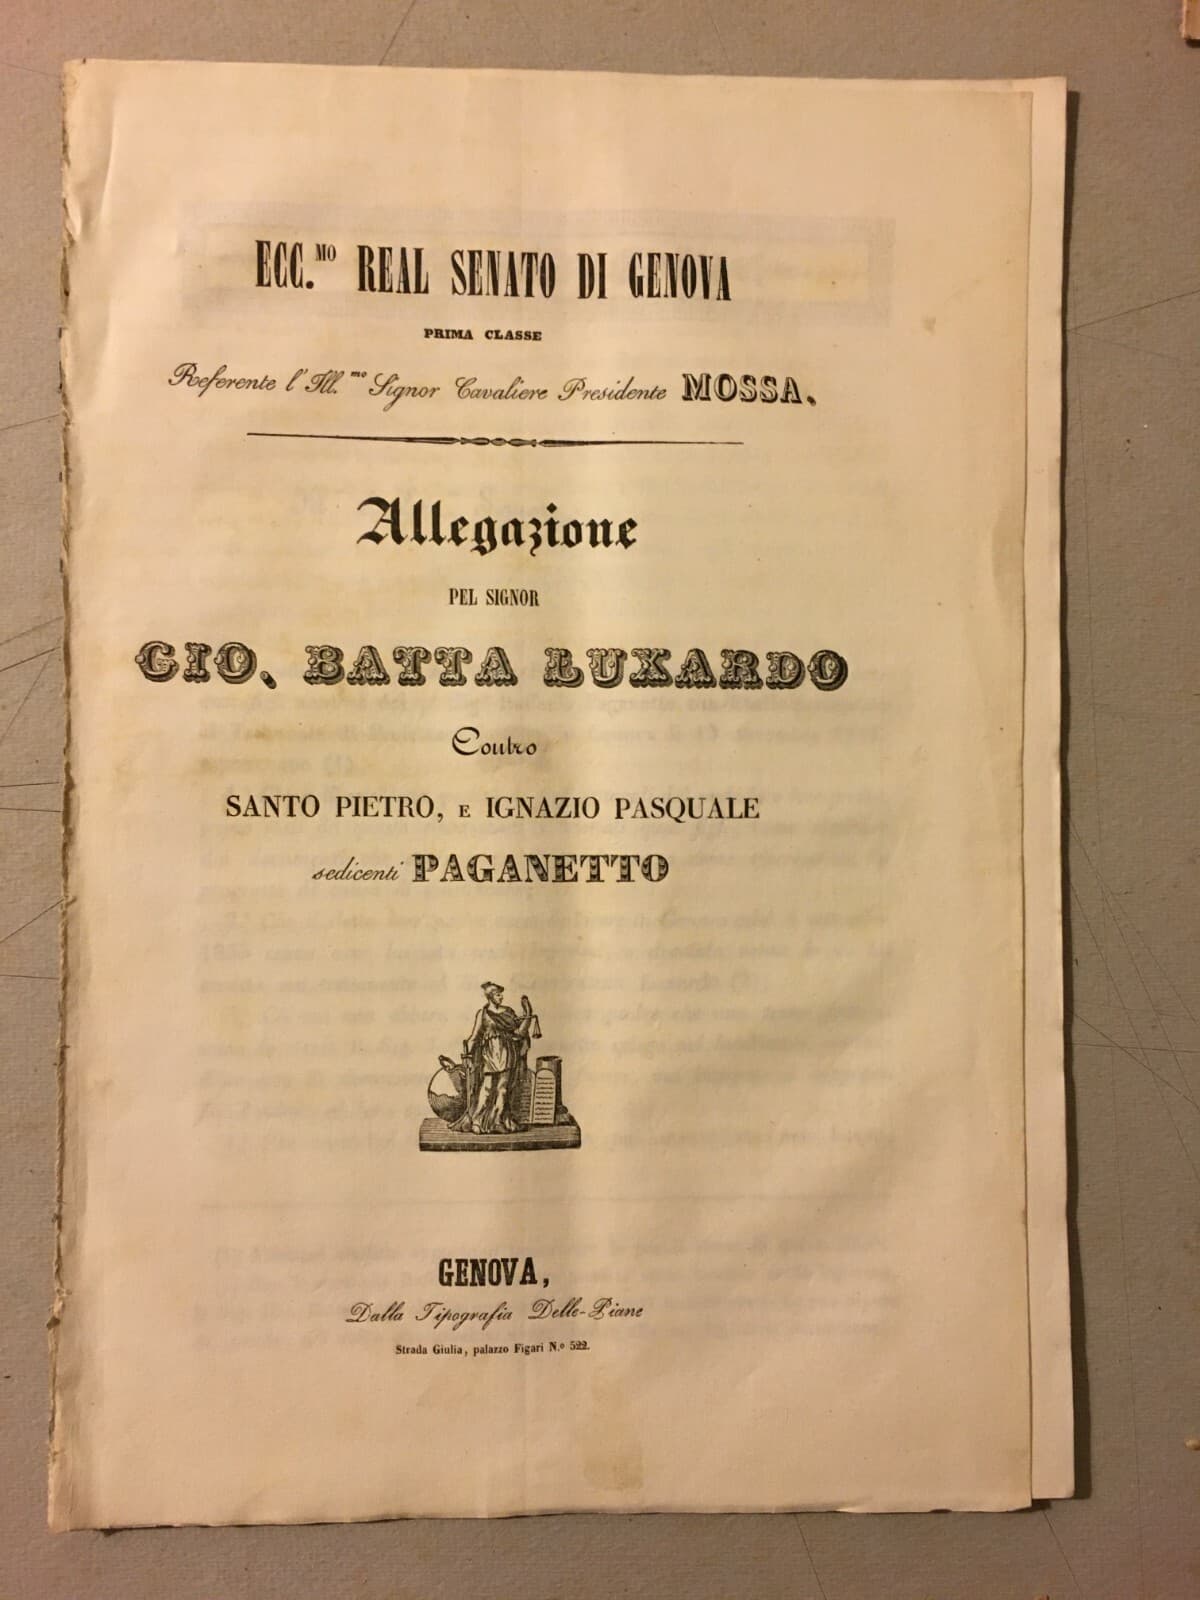 ECC.MO REAL SENATO DI GENOVA
PRIMA CLASSE
Referente l'Ill.mo Signor Cavaliere Presidente MOSSA.
Allegazione
PEL SIGNOR
GIO. BATTA LUXARDO
Contro
SANTO PIETRO, E IGNAZIO PASQUALE
sedicenti PAGANETTO
GENOVA,
Dalla Tipografia Delle-Piane
Strada Giulia, palazzo Figari N.º 522.